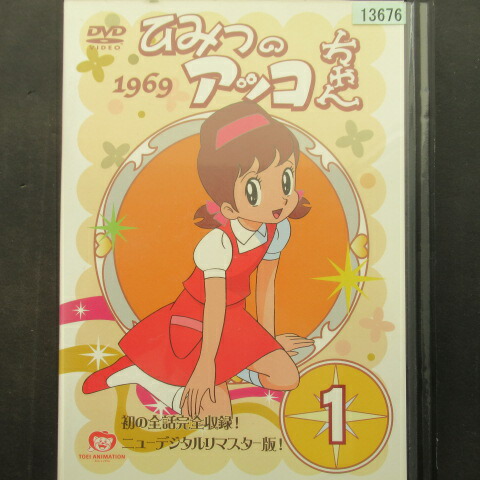 13676
DVD
VIDEO
ひみつの
アッコ
ちゃん
1969
初の全話完全収録!
ニューデジタルリマスター版!
1
TOEI ANIMATION